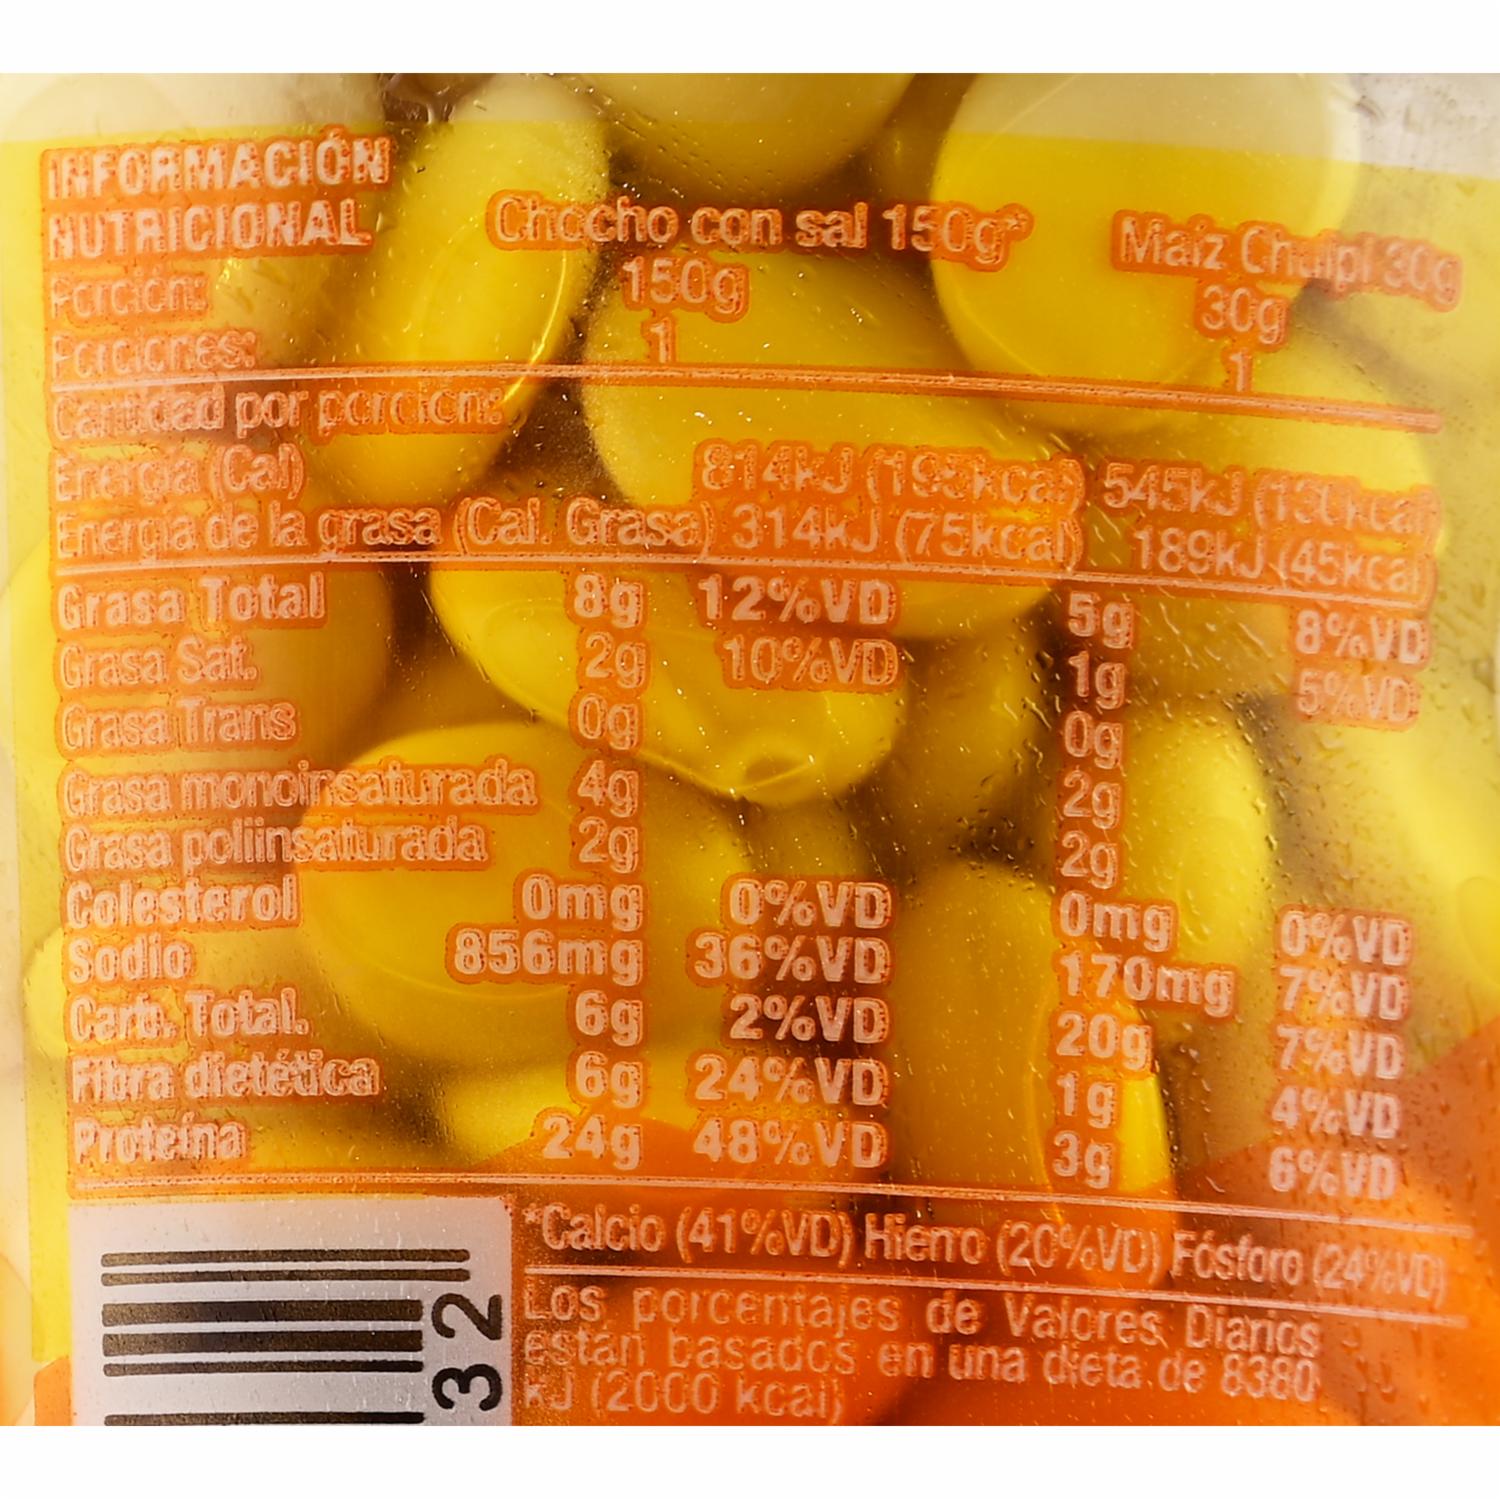 INFORMACIÓN
NUTRICIONAL Chocho con sal 150g* Maíz Chulpi 30g
Porción: 150g 30g
Porciones: 1 1
Cantidad por porción:
Energía (Cal) 814kJ (195kcal) 545kJ (130kcal)
Energía de la grasa (Cal. Grasa) 314kJ (75kcal) 189kJ (45kcal)
Grasa Total 8g 12%VD 5g 8%VD
Grasa Sat. 2g 10%VD 1g 5%VD
Grasa Trans 0g 0g
Grasa monoinsaturada 4g 2g
Grasa poliinsaturada 2g 2g
Colesterol 0mg 0%VD 0mg 0%VD
Sodio 856mg 36%VD 170mg 7%VD
Carb. Total. 6g 2%VD 20g 7%VD
Fibra dietética 6g 24%VD 1g 4%VD
Proteína 24g 48%VD 3g 6%VD
*Calcio (41%VD) Hierro (20%VD) Fósforo (24%VD)
Los porcentajes de Valores Diarios
están basados en una dieta de 8380
kJ (2000 kcal)
32